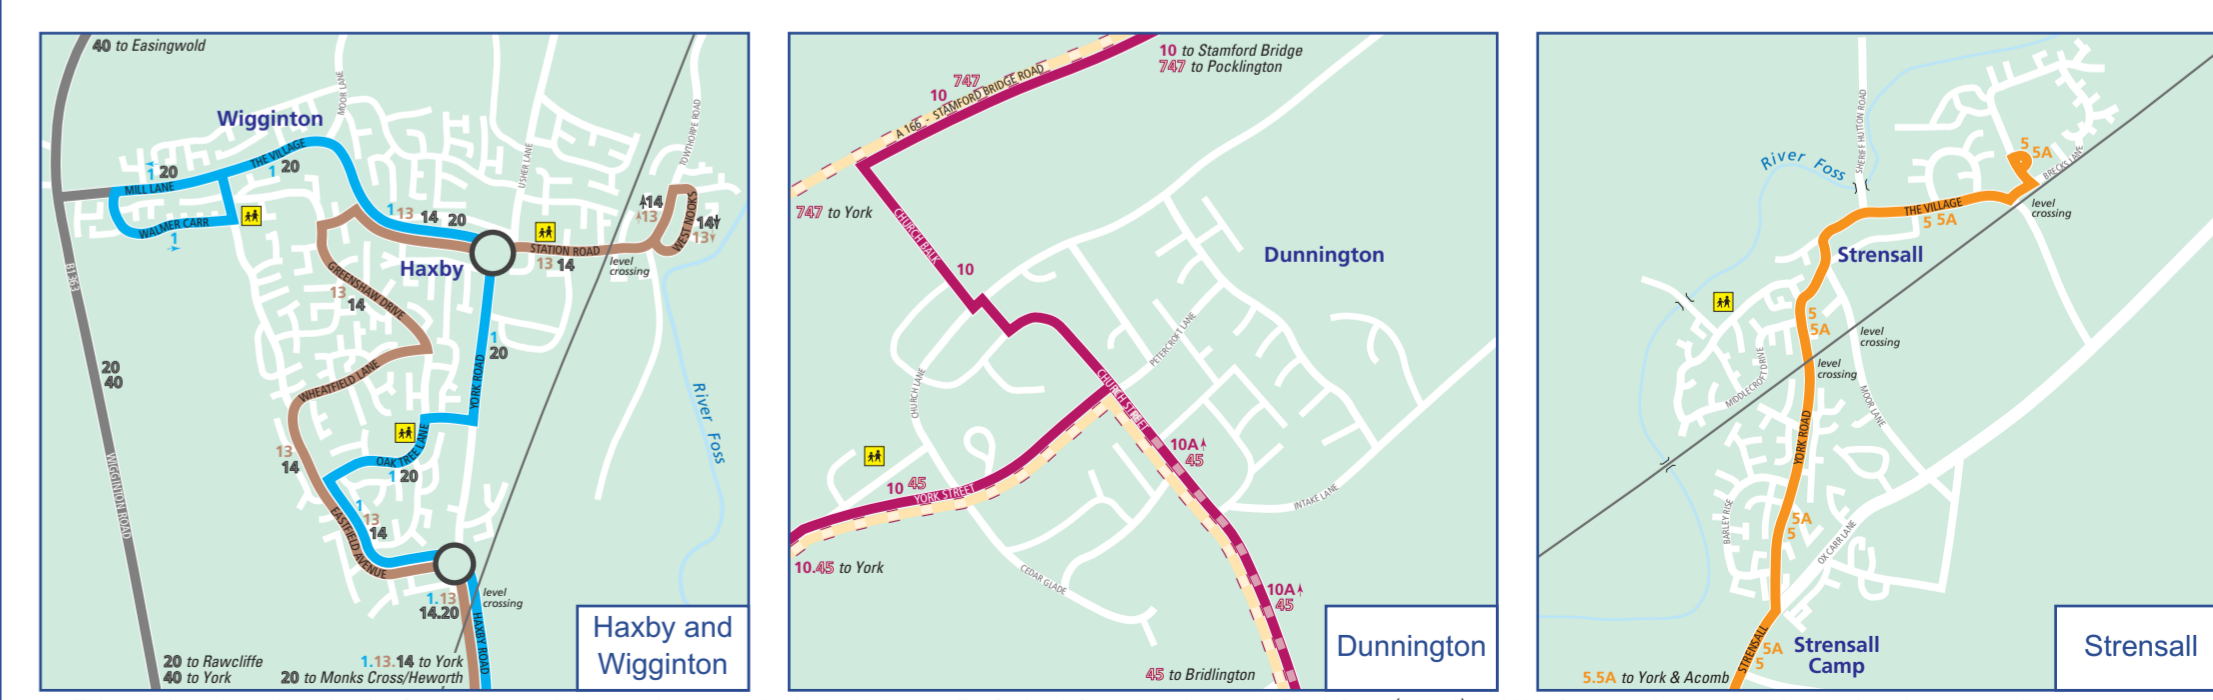 40 to Easingwold
MOOR LANE
Wigginton
THE VILLAGE
1 20
1 20
MILL LANE
WALMER CARR
1
USHER LANE
TOWTHORPE ROAD
1 13 14 20
14
13
WEST NOOKS
14
13
STATION ROAD
13 14
level
crossing
Haxby
B1363
GREENSHAW DRIVE
13
14
1
20
YORK ROAD
20
40
WHEATFIELD LANE
River Foss
13
14
OAK TREE LANE
1 20
WIGGINTON ROAD
1
13
14
EASTFIELD AVENUE
1.13
14.20
level
crossing
HAXBY ROAD
20 to Rawcliffe
40 to York
1.13.14 to York
20 to Monks Cross/Heworth
Haxby and
Wigginton
10 to Stamford Bridge
747 to Pocklington
747
10
A 166 - STAMFORD BRIDGE ROAD
747 to York
CHURCH BALK
10
Dunnington
PETERCROFT LANE
CHURCH LANE
CHURCH STREET
10A
45
10 45
YORK STREET
INTAKE LANE
10.45 to York
CEDAR GLADE
10A
45
45 to Bridlington
Dunnington
SHERIFF HUTTON ROAD
River Foss
5
5A
BRECKS LANE
level
crossing
THE VILLAGE
5 5A
Strensall
5
5A
level
crossing
level
crossing
MIDDLECROFT DRIVE
MOOR LANE
YORK ROAD
BARLEY RISE
5A
5
OX CARR LANE
STRENSALL
5A
5
Strensall
Camp
5.5A to York & Acomb
Strensall